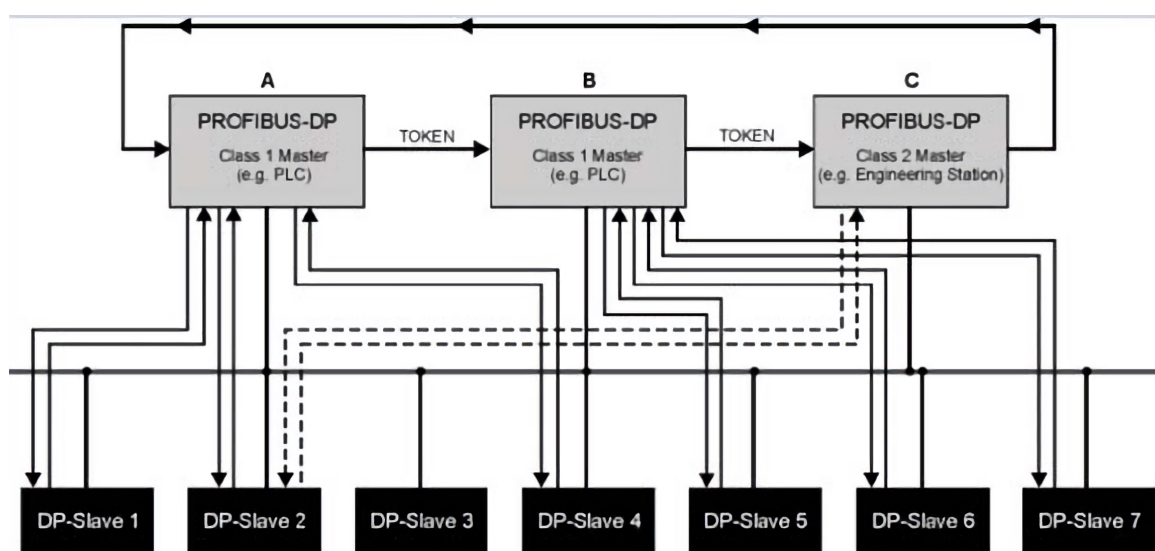 A
B
C
PROFIBUS-DP
Class 1 Master
(e.g. PLC)
TOKEN
PROFIBUS-DP
Class 1 Master
(e.g. PLC)
TOKEN
PROFIBUS-DP
Class 2 Master
(e.g. Engineering Station)
DP-Slave 1
DP-Slave 2
DP-Slave 3
DP-Slave 4
DP-Slave 5
DP-Slave 6
DP-Slave 7